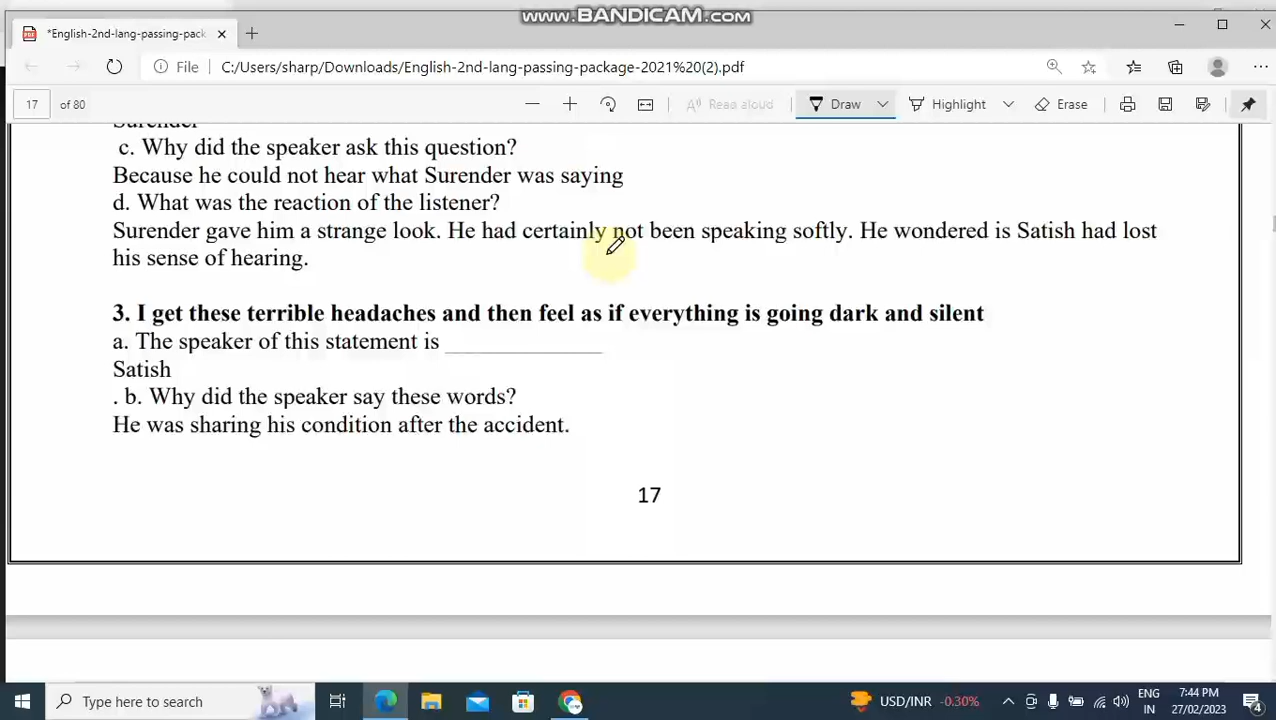 www.BANDICAM.com
*English-2nd-lang-passing-pack
File C:/Users/sharp/Downloads/English-2nd-lang-passing-package-2021%20(2).pdf
17 of 80 Read aloud Draw Highlight Erase
Surender
c. Why did the speaker ask this question?
Because he could not hear what Surender was saying
d. What was the reaction of the listener?
Surender gave him a strange look. He had certainly not been speaking softly. He wondered is Satish had lost
his sense of hearing.
3. I get these terrible headaches and then feel as if everything is going dark and silent
a. The speaker of this statement is ____________
Satish
. b. Why did the speaker say these words?
He was sharing his condition after the accident.
17
Type here to search
USD/INR -0.30%
ENG
IN
7:44 PM
27/02/2023
4